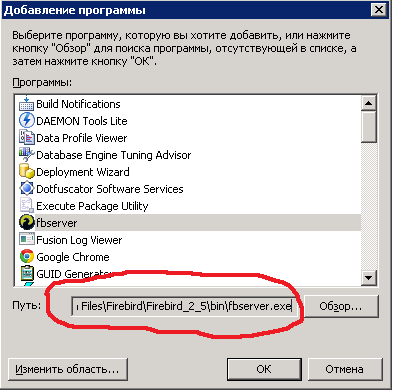 Добавление программы
Выберите программу, которую вы хотите добавить, или нажмите
кнопку "Обзор" для поиска программы, отсутствующей в списке, а
затем нажмите кнопку "ОК".
Программы:
Build Notifications
DAEMON Tools Lite
Data Profile Viewer
Database Engine Tuning Advisor
Deployment Wizard
Dotfuscator Software Services
Execute Package Utility
fbserver
Fusion Log Viewer
Google Chrome
GUID Generator
Путь: Files\Firebird\Firebird_2_5\bin\fbserver.exe Обзор...
Изменить область... ОК Отмена